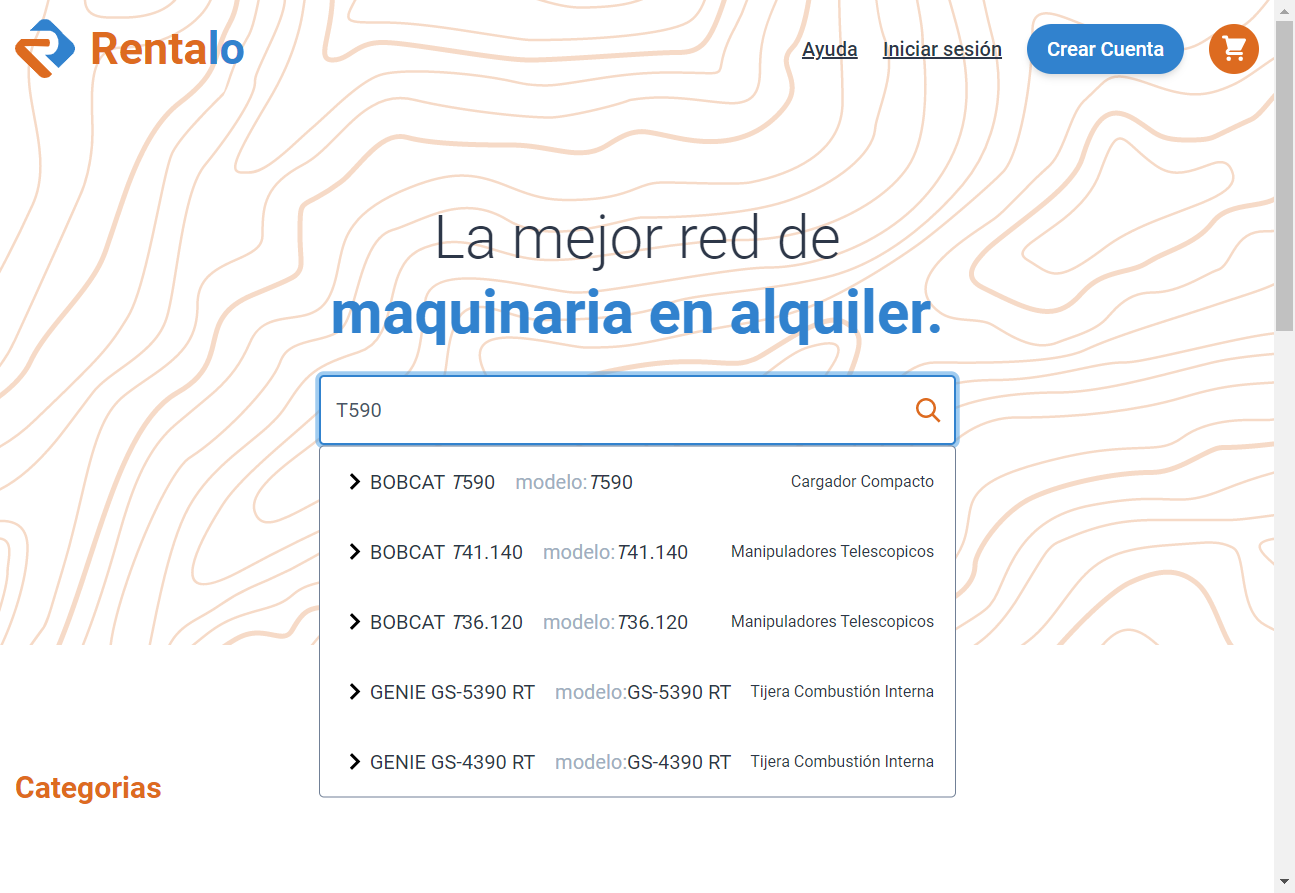 Rentalo
Ayuda Iniciar sesión Crear Cuenta
La mejor red de
maquinaria en alquiler.
T590
BOBCAT T590 modelo:T590 Cargador Compacto
BOBCAT T41.140 modelo:T41.140 Manipuladores Telescopicos
BOBCAT T36.120 modelo:T36.120 Manipuladores Telescopicos
GENIE GS-5390 RT modelo:GS-5390 RT Tijera Combustión Interna
GENIE GS-4390 RT modelo:GS-4390 RT Tijera Combustión Interna
Categorias